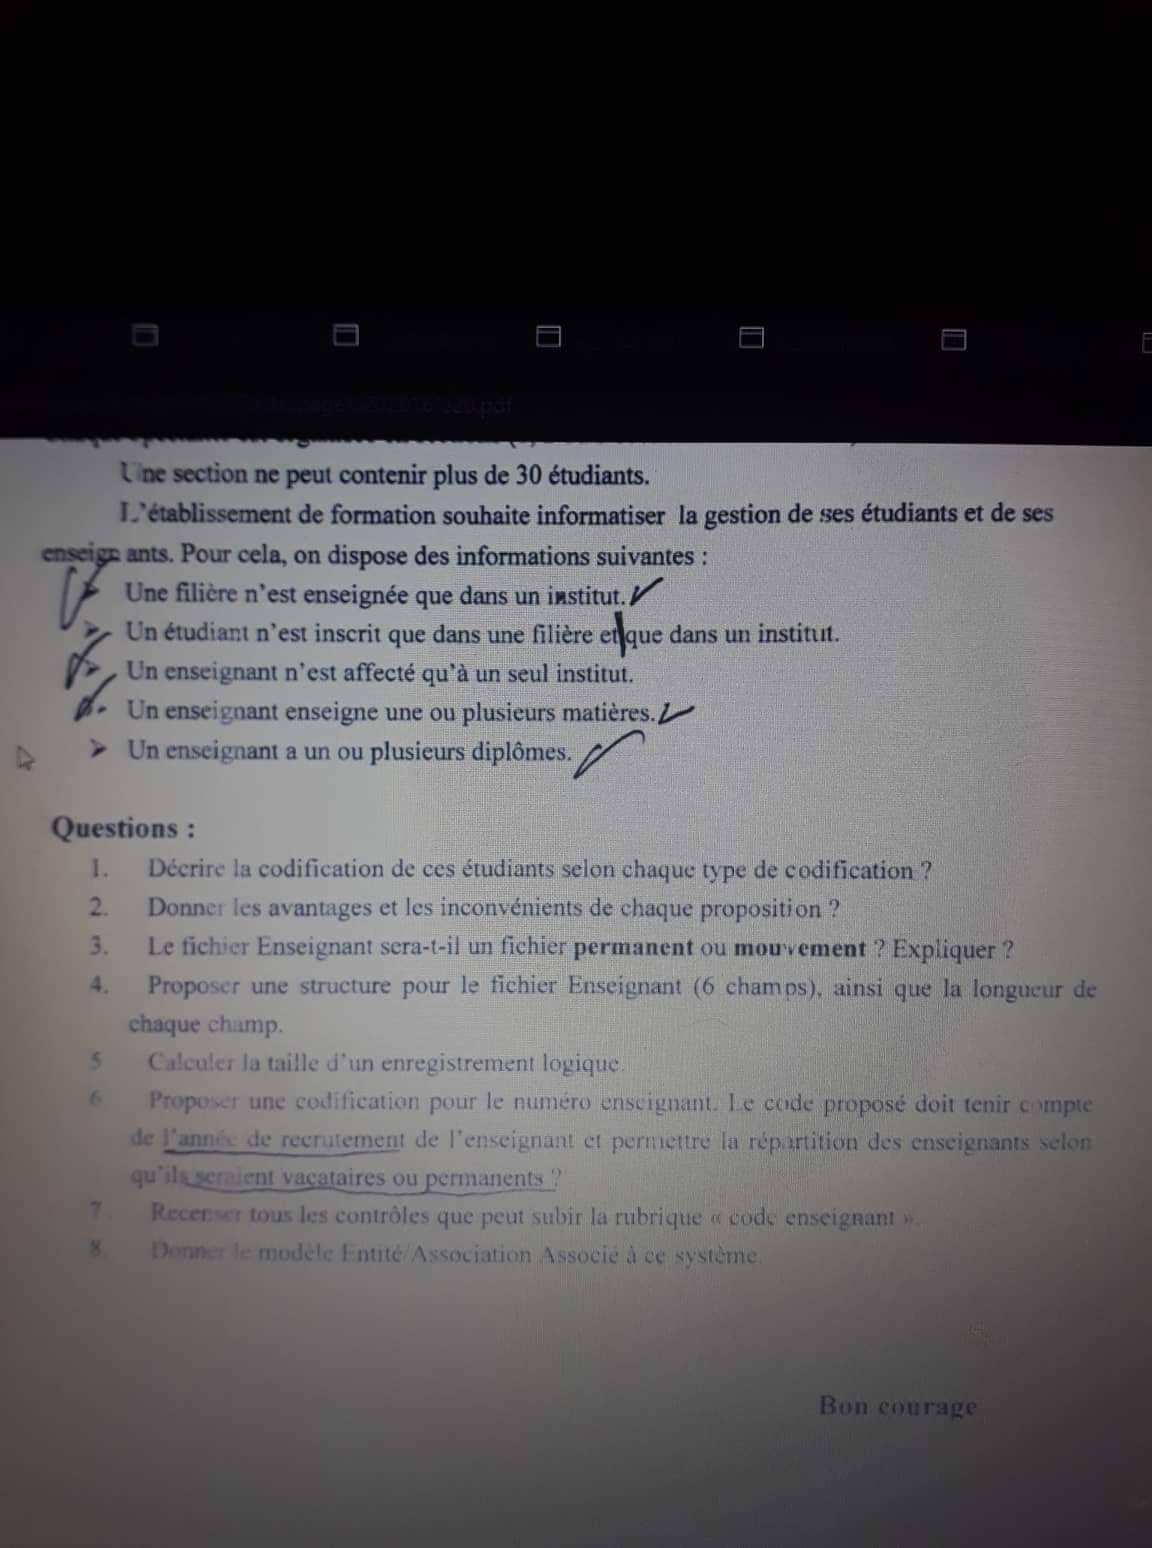 Une section ne peut contenir plus de 30 étudiants.
L'établissement de formation souhaite informatiser la gestion de ses étudiants et de ses
enseignants. Pour cela, on dispose des informations suivantes :
Une filière n'est enseignée que dans un institut.
Un étudiant n'est inscrit que dans une filière et que dans un institut.
Un enseignant n'est affecté qu'à un seul institut.
Un enseignant enseigne une ou plusieurs matières.
➤ Un enseignant a un ou plusieurs diplômes.
Questions :
1. Décrire la codification de ces étudiants selon chaque type de codification ?
2. Donner les avantages et les inconvénients de chaque proposition ?
3. Le fichier Enseignant sera-t-il un fichier permanent ou mouvement ? Expliquer ?
4. Proposer une structure pour le fichier Enseignant (6 champs), ainsi que la longueur de
chaque champ.
5 Calculer la taille d'un enregistrement logique.
6 Proposer une codification pour le numéro enseignant. Le code proposé doit tenir compte
de l'année de recrutement de l'enseignant et permettre la répartition des enseignants selon
qu'ils seraient vacataires ou permanents ?
7 Recenser tous les contrôles que peut subir la rubrique « code enseignant ».
8 Donner le modèle Entité/Association Associé à ce système
Bon courage